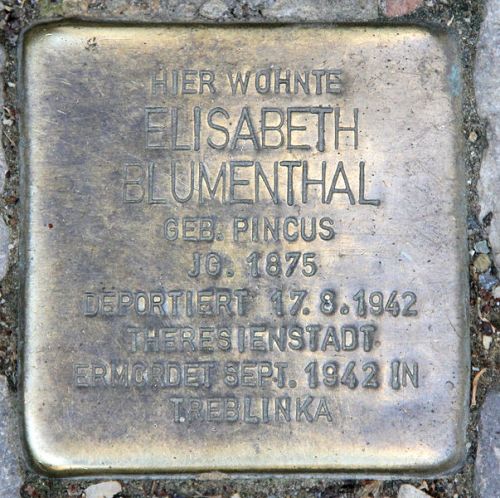 HIER WOHNTE
ELISABETH
BLUMENTHAL
GEB. PINCUS
JG. 1875
DEPORTIERT 17.8.1942
THERESIENSTADT
ERMORDET SEPT. 1942 IN
TREBLINKA